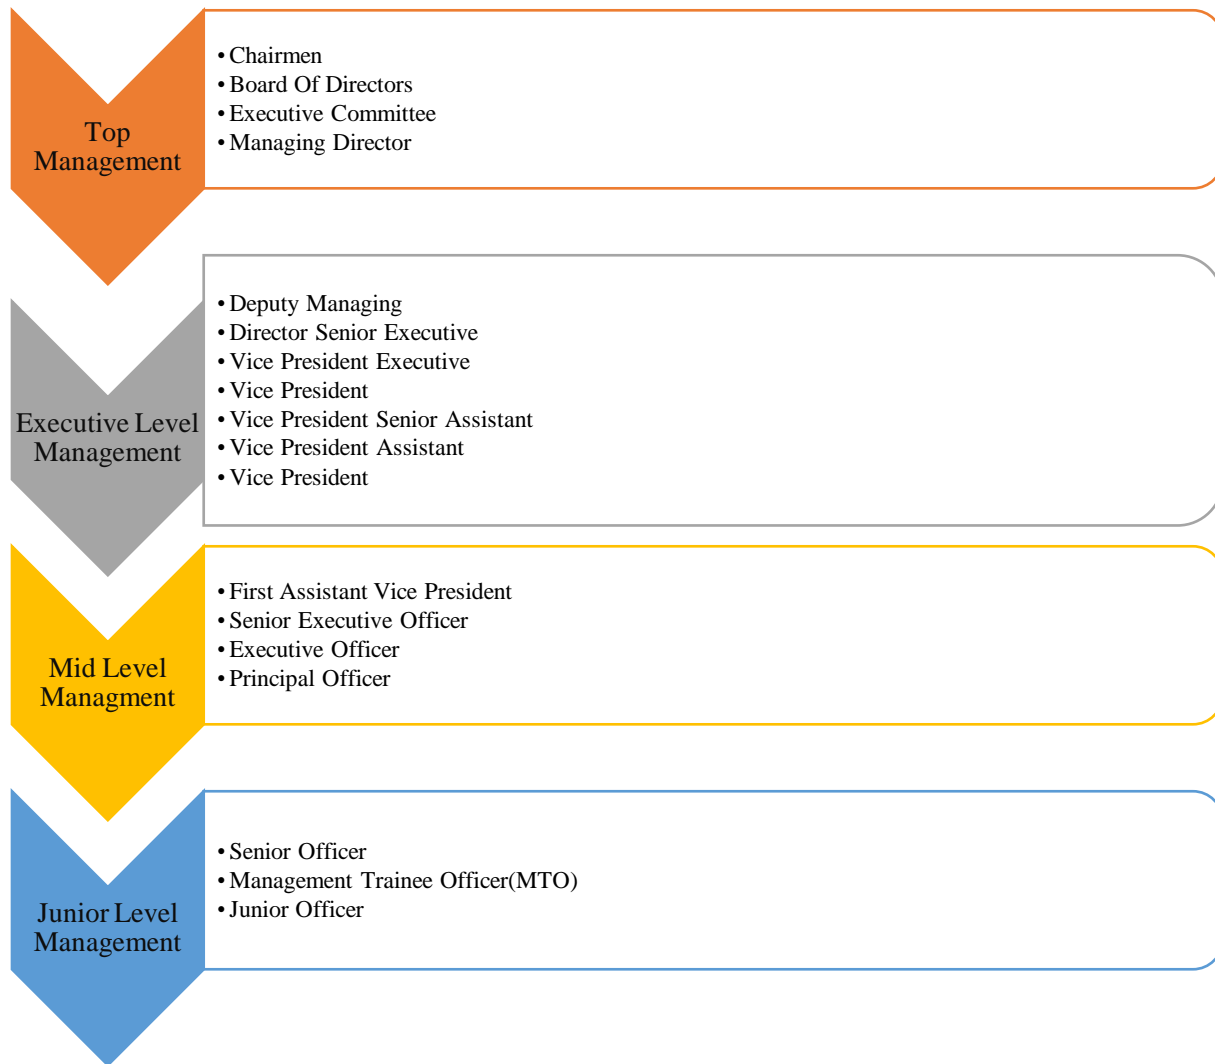 Top
Management
• Chairmen
• Board Of Directors
• Executive Committee
• Managing Director
Executive Level
Management
• Deputy Managing
• Director Senior Executive
• Vice President Executive
• Vice President
• Vice President Senior Assistant
• Vice President Assistant
• Vice President
Mid Level
Managment
• First Assistant Vice President
• Senior Executive Officer
• Executive Officer
• Principal Officer
Junior Level
Management
• Senior Officer
• Management Trainee Officer(MTO)
• Junior Officer